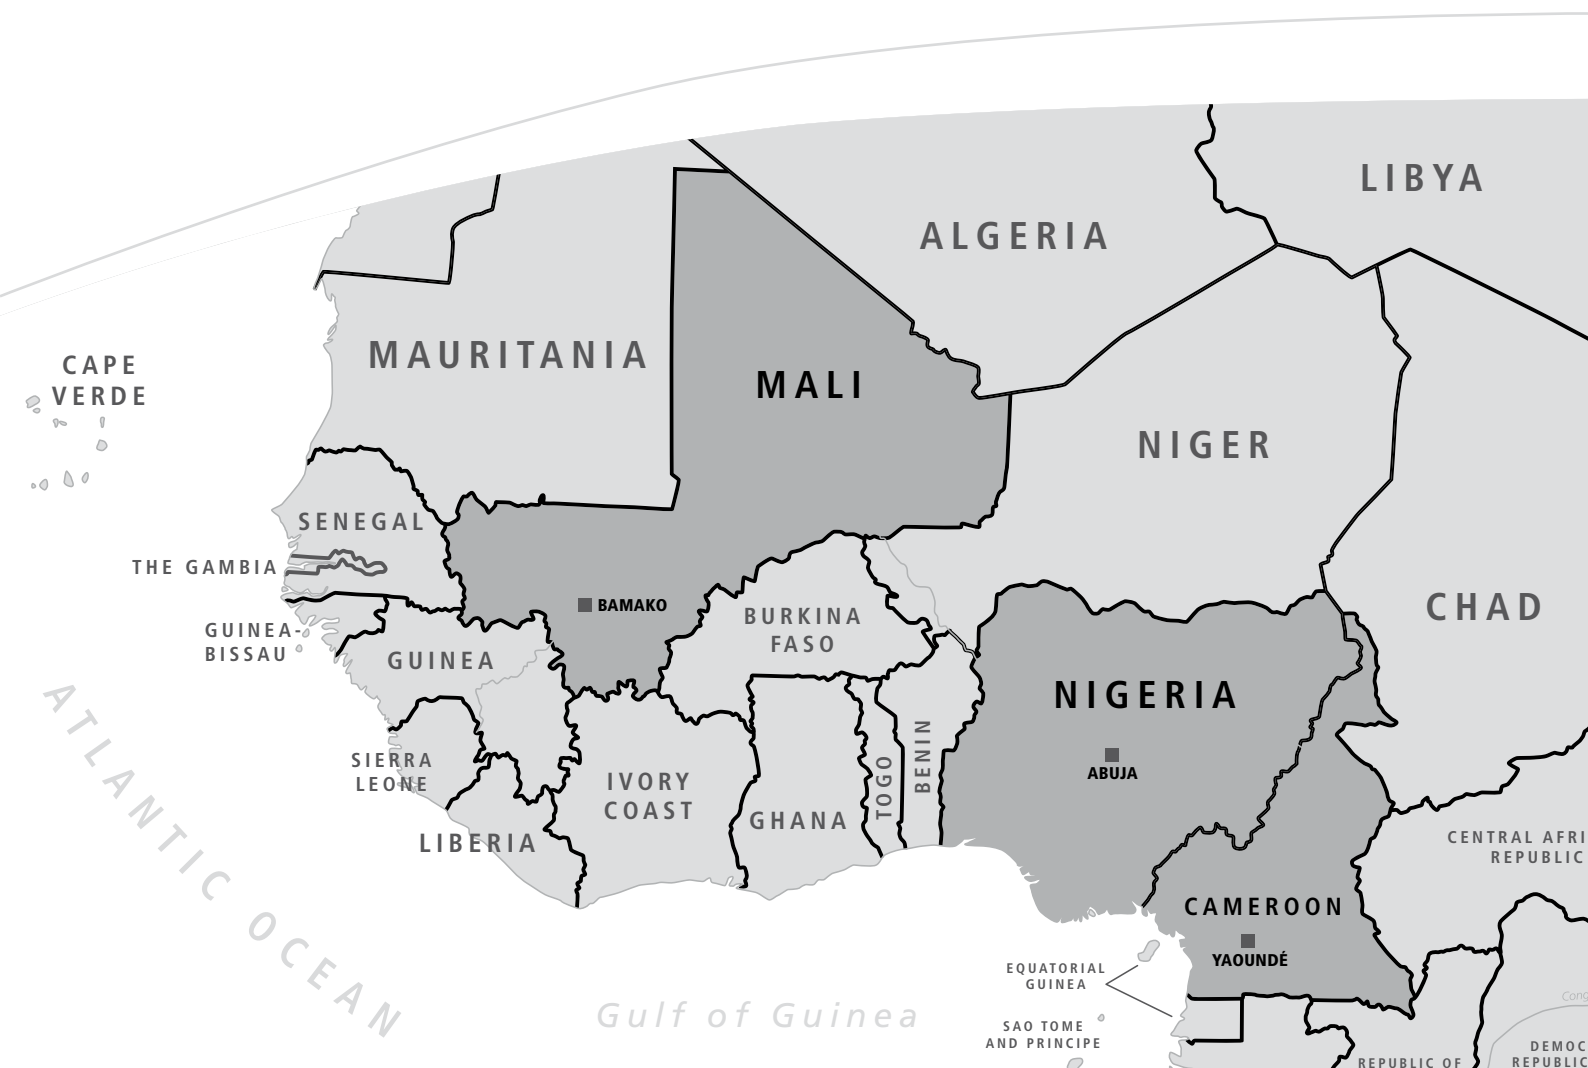 LIBYA
ALGERIA
MAURITANIA
CAPE
VERDE
MALI
NIGER
SENEGAL
THE GAMBIA
BAMAKO
BURKINA
FASO
CHAD
GUINEA-
BISSAU
GUINEA
NIGERIA
ABUJA
SIERRA
LEONE
IVORY
COAST
GHANA
TOGO
BENIN
LIBERIA
CENTRAL AFRI
REPUBLIC
ATLANTIC OCEAN
CAMEROON
YAOUNDÉ
EQUATORIAL
GUINEA
Gulf of Guinea
SAO TOME
AND PRINCIPE
Cong
DEMOC
REPUBLIC
REPUBLIC OF